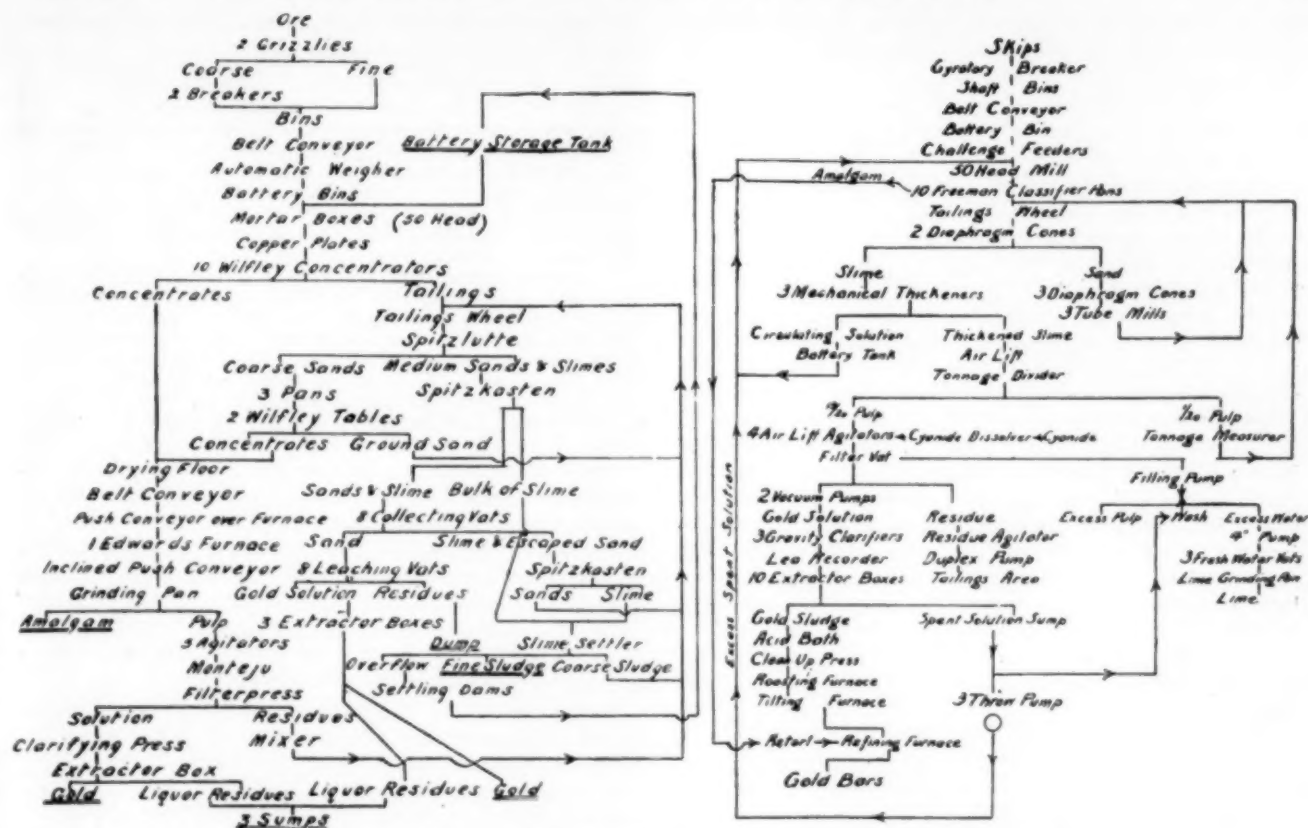 Ore
2 Grizzlies
Coarse Fine
2 Breakers
Bins
Belt Conveyor
Battery Storage Tank
Automatic Weigher
Battery Bins
Mortar Boxes (50 Head)
Copper Plates
10 Wilfley Concentrators
Concentrates Tailings
Tailings Wheel
Spitzlutte
Coarse Sands Medium Sands & Slimes
3 Pans Spitzkasten
2 Wilfley Tables
Concentrates Ground Sand
Drying Floor
Belt Conveyor Sands & Slime Bulk of Slime
Push Conveyor over Furnace 8 Collecting Vats
1 Edwards Furnace Sand Slime & Escaped Sand
Inclined Push Conveyor 8 Leaching Vats Spitzkasten
Grinding Pan Gold Solution Residues Sands Slime
Amalgam Pulp 3 Extractor Boxes
3 Agitators Dump Slime Settler
Monteju Overflow Fine Sludge Coarse Sludge
Filterpress Settling Dams
Solution Residues
Clarifying Press Mixer
Extractor Box
Gold Liquor Residues Liquor Residues Gold
3 Sumps
Skips
Gyratory Breaker
Shaft Bins
Belt Conveyor
Battery Bin
Challenge Feeders
50 Head Mill
Amalgam 10 Freeman Classifier Pans
Tailings Wheel
2 Diaphragm Cones
Slime Sand
3 Mechanical Thickeners 3 Diaphragm Cones
3 Tube Mills
Circulating Solution Thickened Slime
Battery Tank Air Lift
Tonnage Divider
Pulp 1/20 Pulp
4 Air Lift Agitators Cyanide Dissolver Cyanide Tonnage Measurer
Filter Vat
Filling Pump
2 Vacuum Pumps
Gold Solution Residue Excess Pulp Wash Excess Water
3 Gravity Clarifiers Residue Agitator 4" Pump
Lea Recorder Duplex Pump 3 Fresh Water Vats
10 Extractor Boxes Tailings Area Lime Grinding Pan
Lime
Excess Spent Solution
Gold Sludge Spent Solution Sump
Acid Bath
Clean Up Press
Roasting Furnace
Tilting Furnace 3 Throw Pump
Retort Refining Furnace
Gold Bars